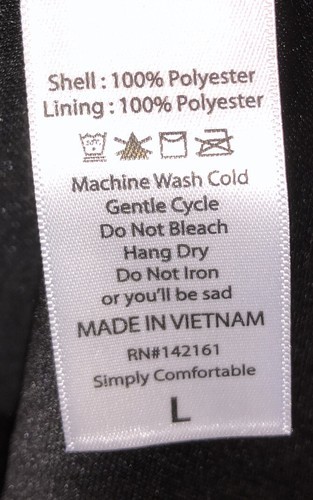 Shell : 100% Polyester
Lining : 100% Polyester
Machine Wash Cold
Gentle Cycle
Do Not Bleach
Hang Dry
Do Not Iron
or you'll be sad
MADE IN VIETNAM
RN#142161
Simply Comfortable
L